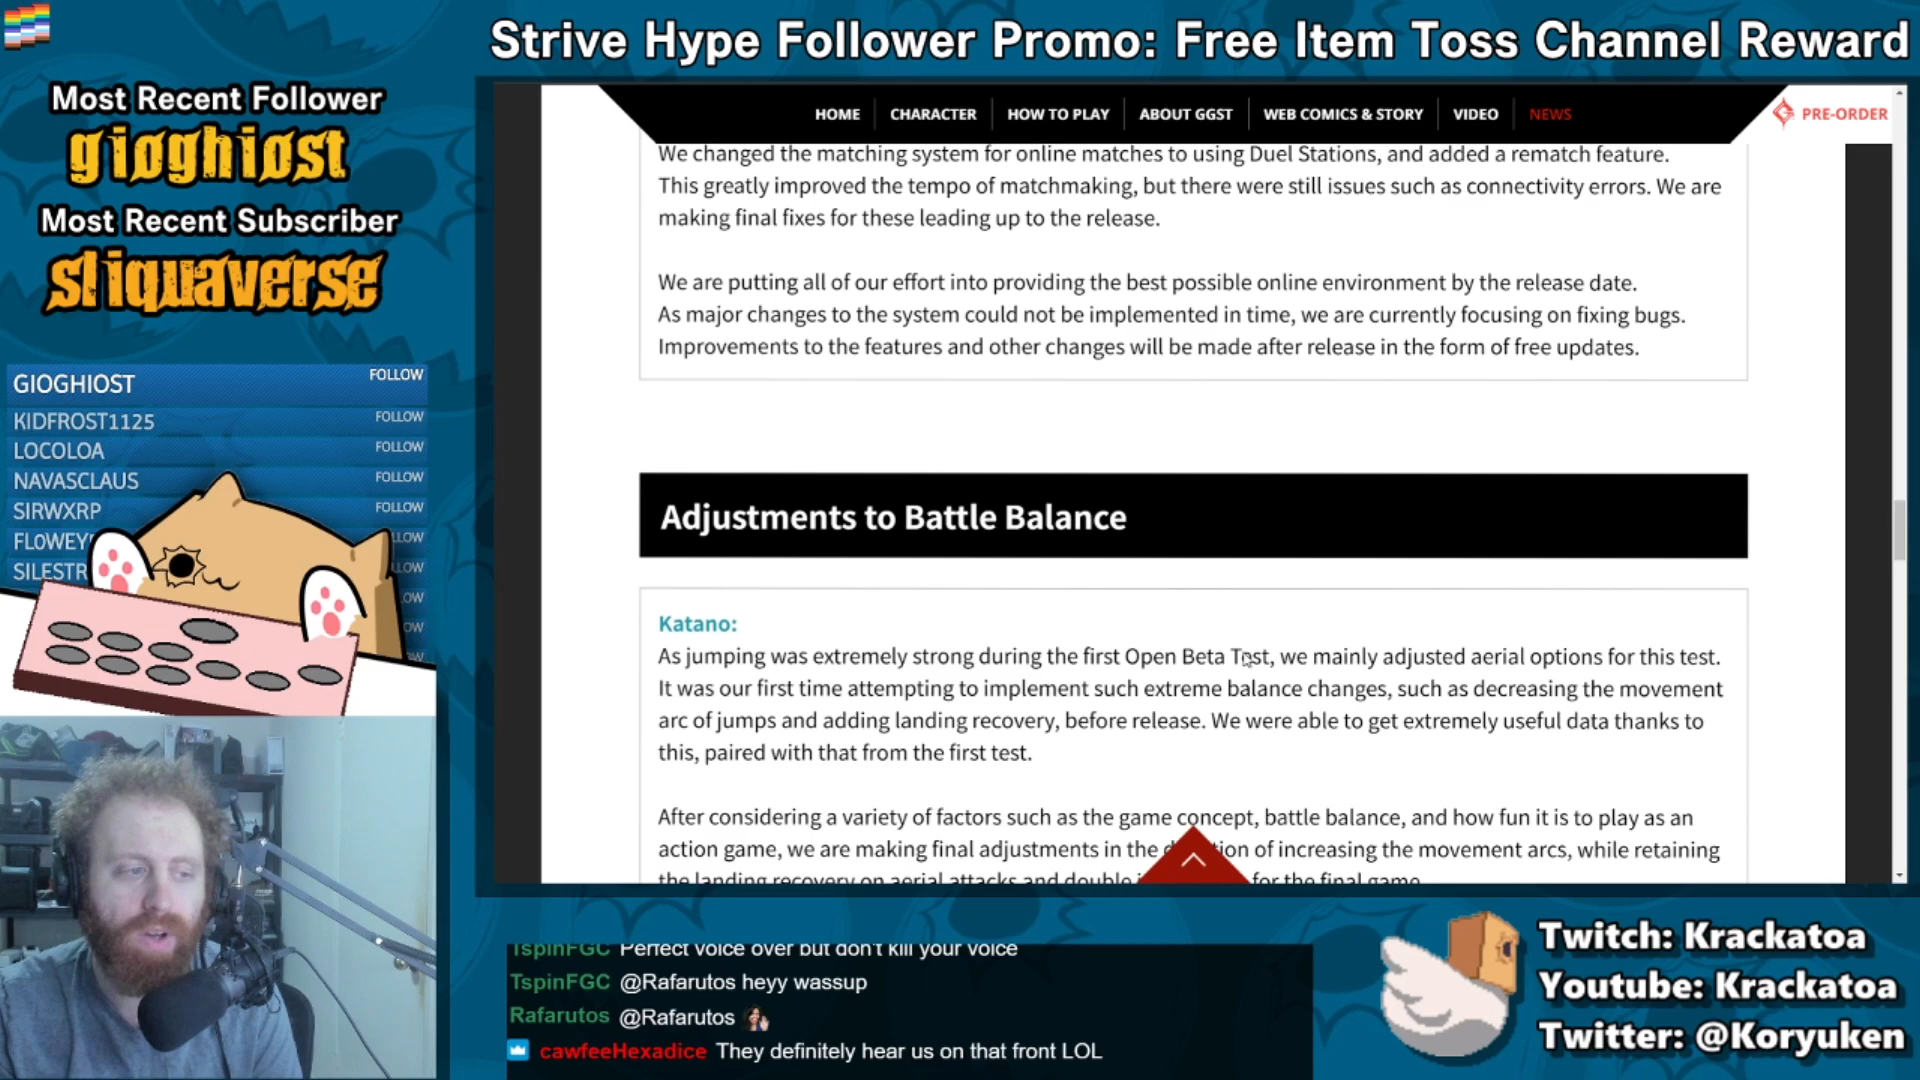 Strive Hype Follower Promo: Free Item Toss Channel Reward
Most Recent Follower
gioghiost
Most Recent Subscriber
sliquaverse
GIOGHIOST FOLLOW
KIDFROST1125 FOLLOW
LOCOLOA FOLLOW
NAVASCLAUS FOLLOW
SIRWXRP FOLLOW
HOME
CHARACTER
HOW TO PLAY
ABOUT GGST
WEB COMICS & STORY
VIDEO
NEWS
PRE-ORDER
We changed the matching system for online matches to using Duel Stations, and added a rematch feature.
This greatly improved the tempo of matchmaking, but there were still issues such as connectivity errors. We are
making final fixes for these leading up to the release.
We are putting all of our effort into providing the best possible online environment by the release date.
As major changes to the system could not be implemented in time, we are currently focusing on fixing bugs.
Improvements to the features and other changes will be made after release in the form of free updates.
Adjustments to Battle Balance
Katano:
As jumping was extremely strong during the first Open Beta Test, we mainly adjusted aerial options for this test.
It was our first time attempting to implement such extreme balance changes, such as decreasing the movement
arc of jumps and adding landing recovery, before release. We were able to get extremely useful data thanks to
this, paired with that from the first test.
After considering a variety of factors such as the game concept, battle balance, and how fun it is to play as an
action game, we are making final adjustments in the of increasing the movement arcs, while retaining
the landing recovery on aerial attacks and double for the final game.
TspinFGC Perfect voice over but don't kill your voice
TspinFGC @Rafarutos heyy wassup
Rafarutos @Rafarutos
cawfeeHexadice They definitely hear us on that front LOL
Twitch: Krackatoa
Youtube: Krackatoa
Twitter: @Koryuken